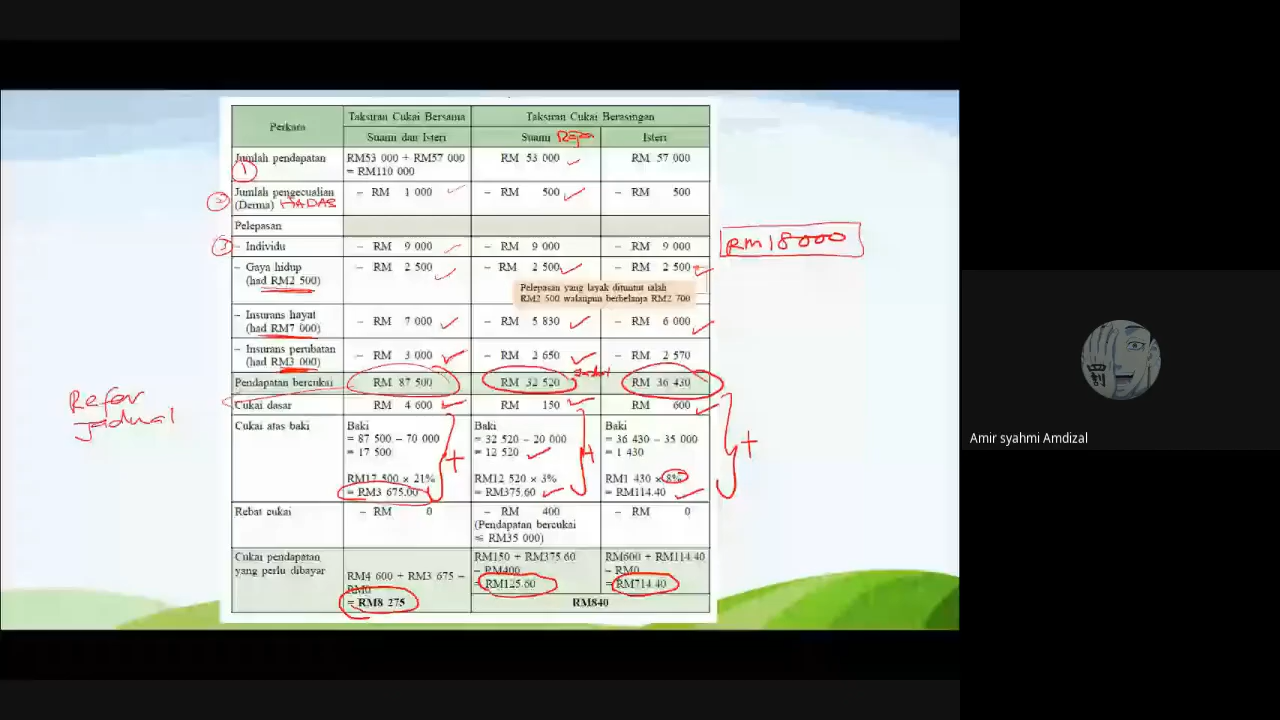 Perkara
Taksiran Cukai Bersama
Taksiran Cukai Berasingan
Suami dan Isteri
Suami
Isteri
Jumlah pendapatan
1
RM53 000 + RM57 000
= RM110 000
RM 53 000
RM 57 000
2
Jumlah pengecualian
(Derma) HADAS
– RM 1 000
– RM 500
– RM 500
Pelepasan
3
– Individu
– RM 9 000
– RM 9 000
– RM 9 000
RM18000
– Gaya hidup
(had RM2 500)
– RM 2 500
– RM 2 500
– RM 2 500
Pelepasan yang layak dituntut ialah
RM2 500 walaupun berbelanja RM2 700
– Insurans hayat
(had RM7 000)
– RM 7 000
– RM 5 830
– RM 6 000
– Insurans perubatan
(had RM3 000)
– RM 3 000
– RM 2 650
– RM 2 570
Pendapatan bercukai
RM 87 500
RM 32 520
RM 36 430
Refer
Jadual
Cukai dasar
RM 4 600
RM 150
RM 600
Cukai atas baki
Baki
= 87 500 – 70 000
= 17 500
RM17 500 × 21%
= RM3 675.00
+
Baki
= 32 520 – 20 000
= 12 520
RM12 520 × 3%
= RM375.60
+
Baki
= 36 430 – 35 000
= 1 430
RM1 430 × 8%
= RM114.40
+
Rebat cukai
– RM 0
– RM 400
(Pendapatan bercukai
≤ RM35 000)
– RM 0
Cukai pendapatan
yang perlu dibayar
RM4 600 + RM3 675 –
RM0
= RM8 275
RM150 + RM375.60
– RM400
= RM125.60
RM600 + RM114.40
– RM0
= RM714.40
RM840
Amir syahmi Amdizal